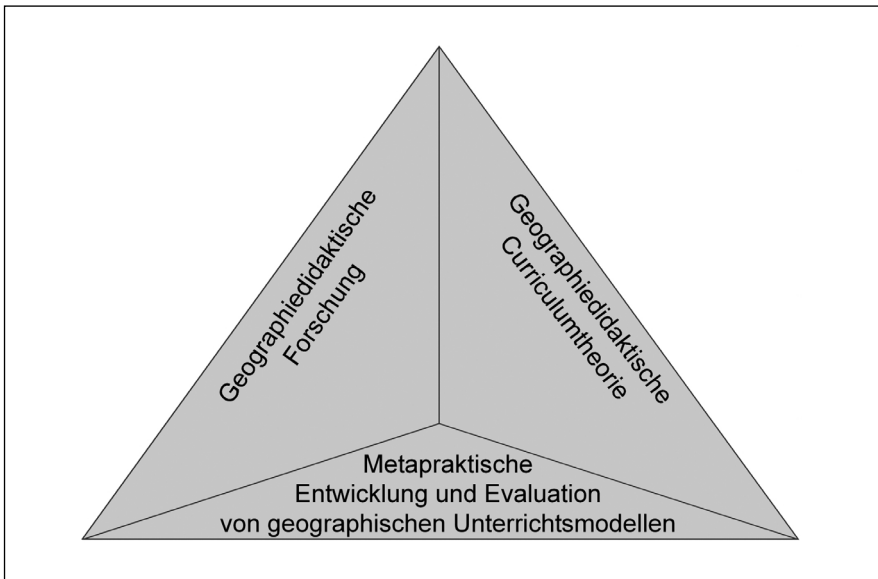 Geographiedidaktische
Forschung
Geographiedidaktische
Curriculumtheorie
Metapraktische
Entwicklung und Evaluation
von geographischen Unterrichtsmodellen